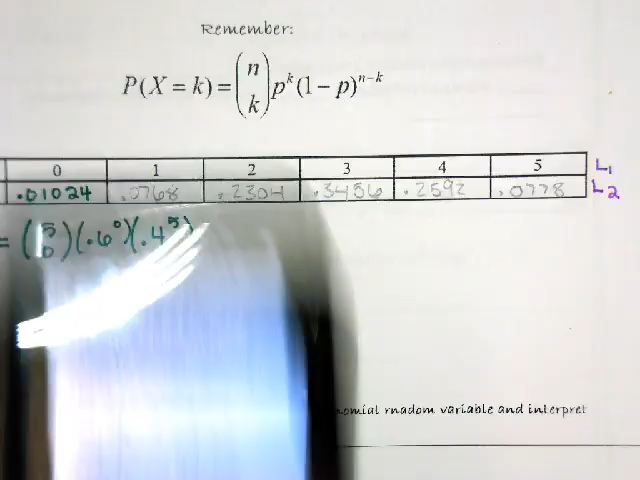 Remember:
P(X = k) = (n k) p^k (1 − p)^{n−k}
0 1 2 3 4 5 L1
.01024 .0768 .2304 .3456 .2592 .0778 L2
= (5 0)(.6^0)(.4^5)
nomial rnadom variable and interpret